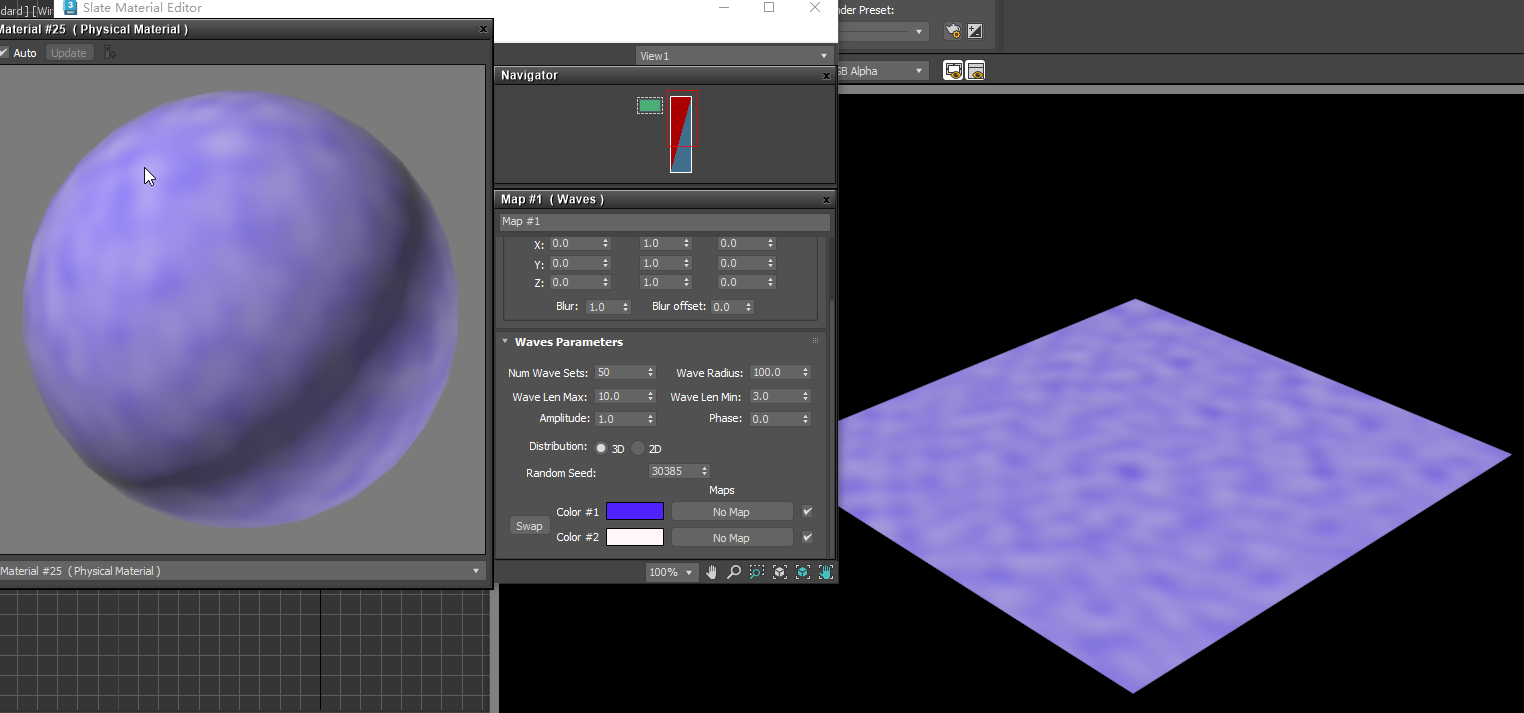 dard ] [Wir
Slate Material Editor
Material #25 ( Physical Material )
Auto
Update
View1
Navigator
Map #1 ( Waves )
Map #1
X: 0.0 1.0 0.0
Y: 0.0 1.0 0.0
Z: 0.0 1.0 0.0
Blur: 1.0 Blur offset: 0.0
Waves Parameters
Num Wave Sets: 50 Wave Radius: 100.0
Wave Len Max: 10.0 Wave Len Min: 3.0
Amplitude: 1.0 Phase: 0.0
Distribution: 3D 2D
Random Seed: 30385
Maps
Color #1 No Map
Swap
Color #2 No Map
100%
Material #25 ( Physical Material )
nder Preset:
GB Alpha